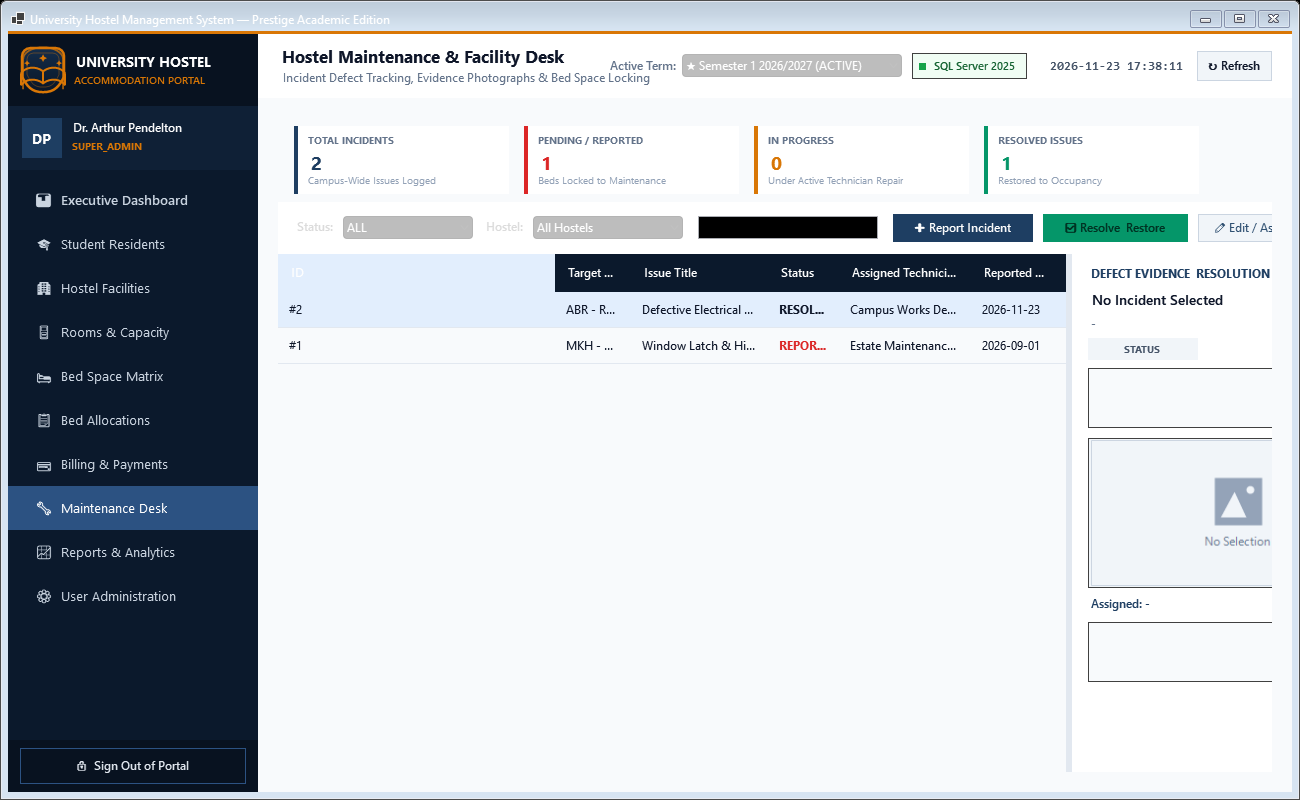 University Hostel Management System — Prestige Academic Edition
UNIVERSITY HOSTEL
ACCOMMODATION PORTAL
DP
Dr. Arthur Pendelton
SUPER_ADMIN
Executive Dashboard
Student Residents
Hostel Facilities
Rooms & Capacity
Bed Space Matrix
Bed Allocations
Billing & Payments
Maintenance Desk
Reports & Analytics
User Administration
Sign Out of Portal
Hostel Maintenance & Facility Desk
Incident Defect Tracking, Evidence Photographs & Bed Space Locking
Active Term:
★ Semester 1 2026/2027 (ACTIVE)
SQL Server 2025
2026-11-23 17:38:11
↻ Refresh
TOTAL INCIDENTS
2
Campus-Wide Issues Logged
PENDING / REPORTED
1
Beds Locked to Maintenance
IN PROGRESS
0
Under Active Technician Repair
RESOLVED ISSUES
1
Restored to Occupancy
Status:
ALL
Hostel:
All Hostels
Report Incident
Resolve Restore
Edit / As
ID Target ... Issue Title Status Assigned Technici... Reported ...
#2 ABR - R... Defective Electrical ... RESOL... Campus Works De... 2026-11-23
#1 MKH - ... Window Latch & Hi... REPOR... Estate Maintenanc... 2026-09-01
DEFECT EVIDENCE RESOLUTION
No Incident Selected
-
STATUS
No Selection
Assigned: -